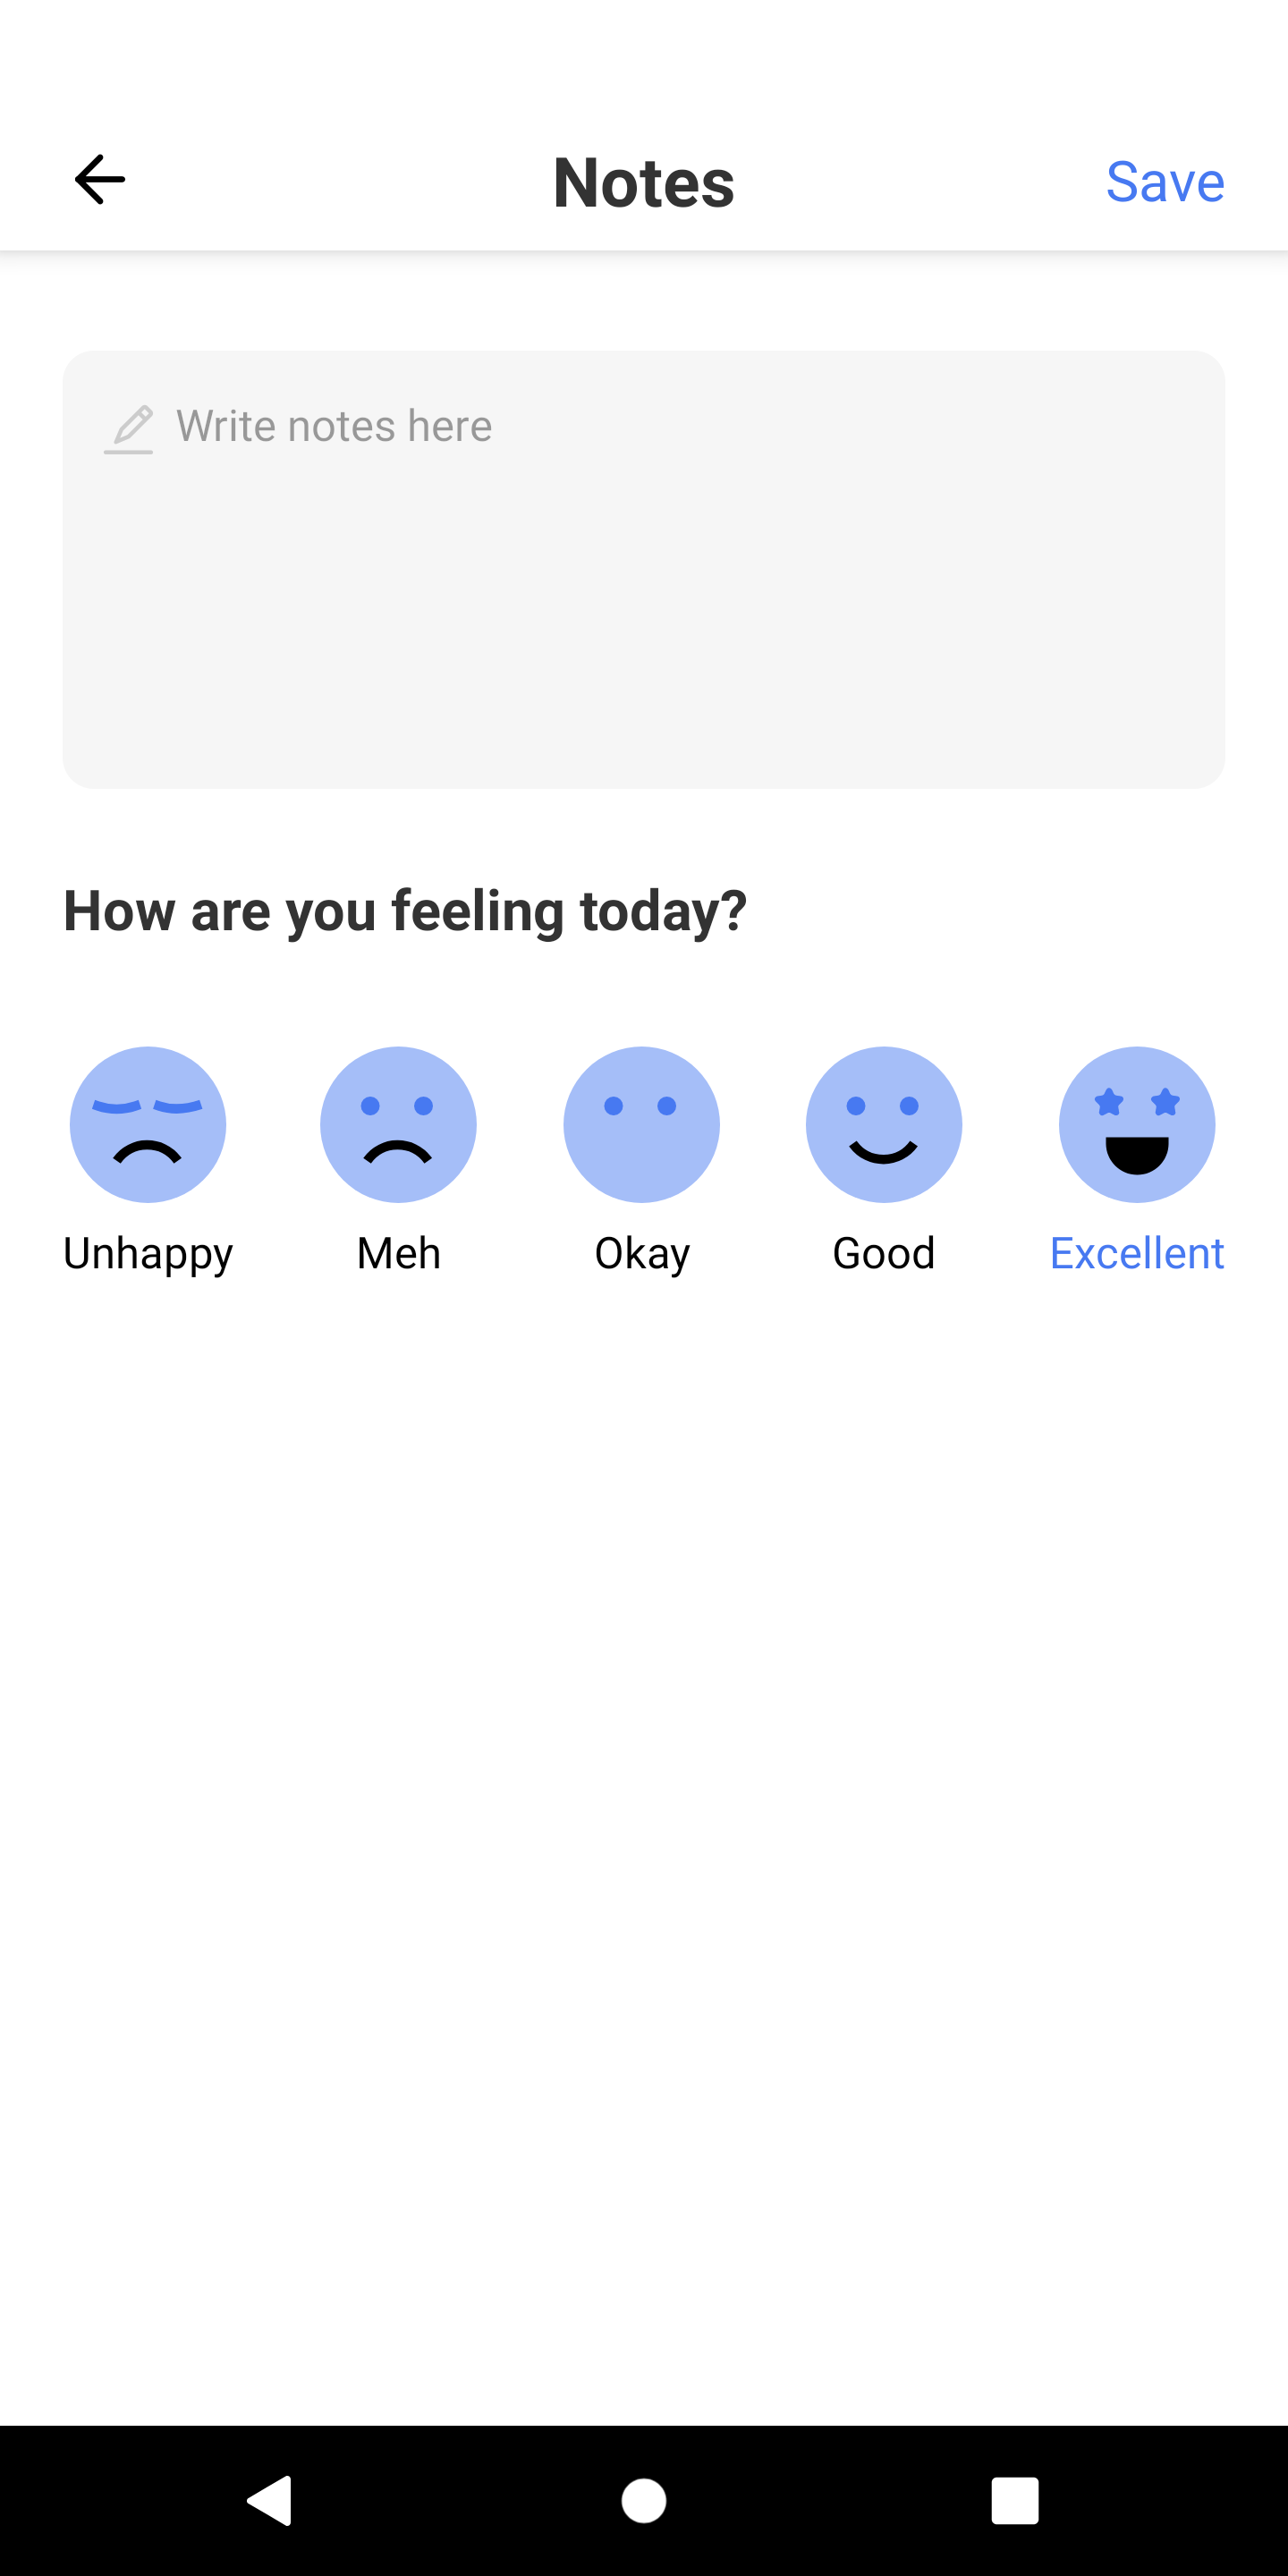 Notes
Save
Write notes here
How are you feeling today?
Unhappy
Meh
Okay
Good
Excellent